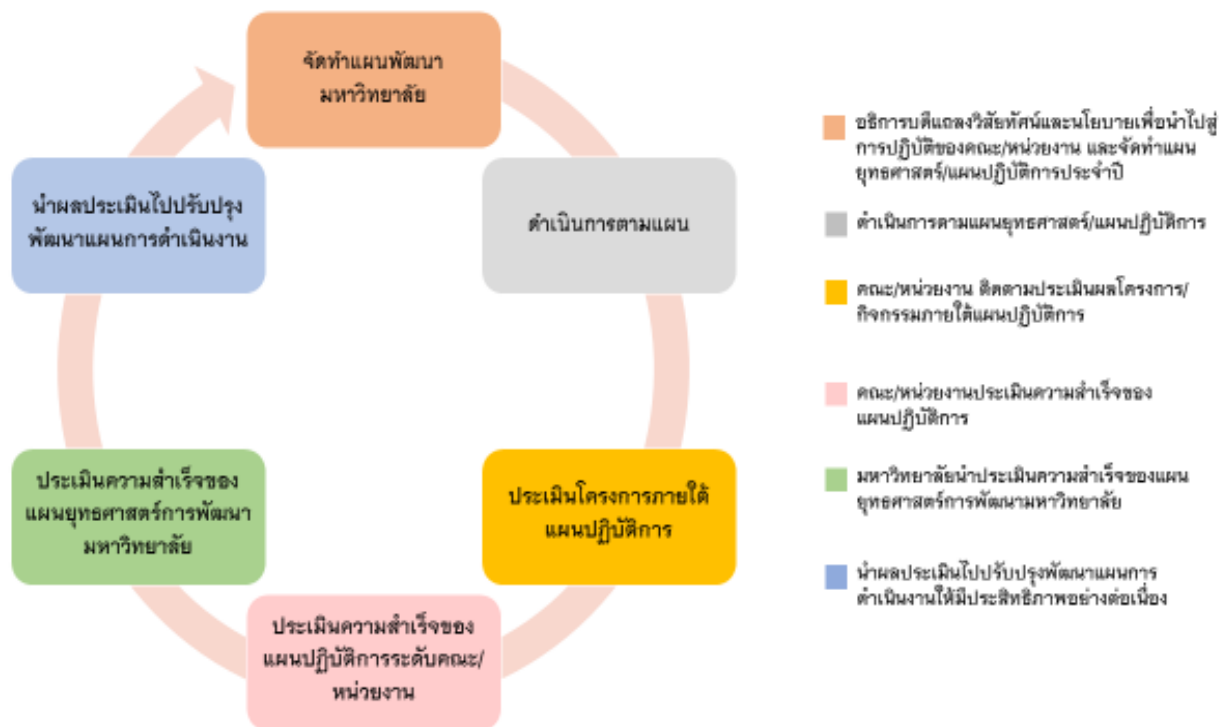 จัดทำแผนพัฒนา
มหาวิทยาลัย
ดำเนินการตามแผน
ประเมินโครงการภายใต้
แผนปฏิบัติการ
ประเมินความสำเร็จของ
แผนปฏิบัติการระดับคณะ/
หน่วยงาน
ประเมินความสำเร็จของ
แผนยุทธศาสตร์การพัฒนา
มหาวิทยาลัย
นำผลประเมินไปปรับปรุง
พัฒนาแผนการดำเนินงาน
อธิการบดีแถลงวิสัยทัศน์และนโยบายเพื่อนำไปสู่
การปฏิบัติของคณะ/หน่วยงาน และจัดทำแผน
ยุทธศาสตร์/แผนปฏิบัติการประจำปี
ดำเนินการตามแผนยุทธศาสตร์/แผนปฏิบัติการ
คณะ/หน่วยงาน ติดตามประเมินผลโครงการ/
กิจกรรมภายใต้แผนปฏิบัติการ
คณะ/หน่วยงานประเมินความสำเร็จของ
แผนปฏิบัติการ
มหาวิทยาลัยนำประเมินความสำเร็จของแผน
ยุทธศาสตร์การพัฒนามหาวิทยาลัย
นำผลประเมินไปปรับปรุงพัฒนาแผนการ
ดำเนินงานให้มีประสิทธิภาพอย่างต่อเนื่อง